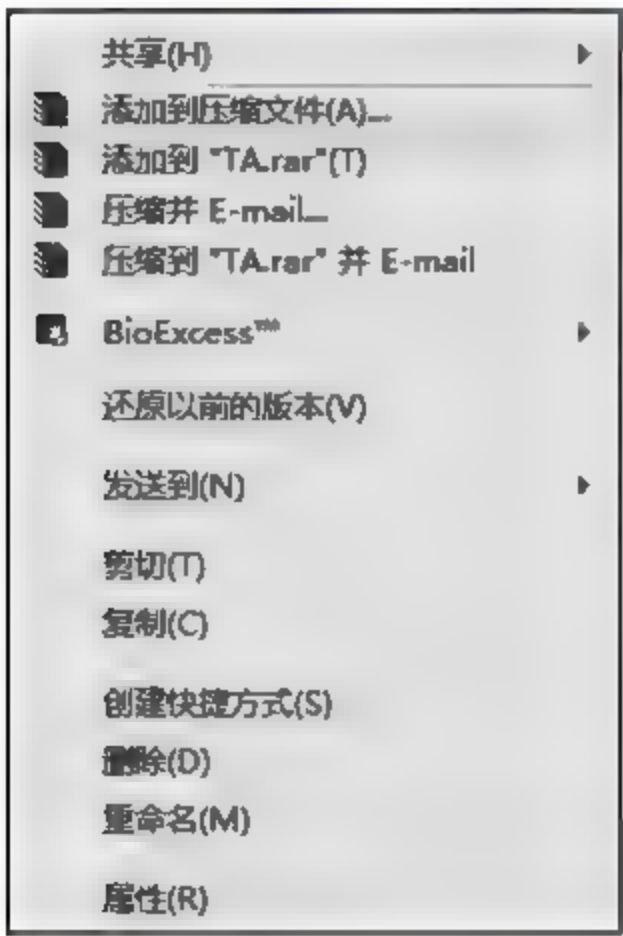 共享(H)
添加到压缩文件(A)...
添加到 "TA.rar"(T)
压缩并 E-mail...
压缩到 "TA.rar" 并 E-mail
BioExcess™
还原以前的版本(V)
发送到(N)
剪切(T)
复制(C)
创建快捷方式(S)
删除(D)
重命名(M)
属性(R)